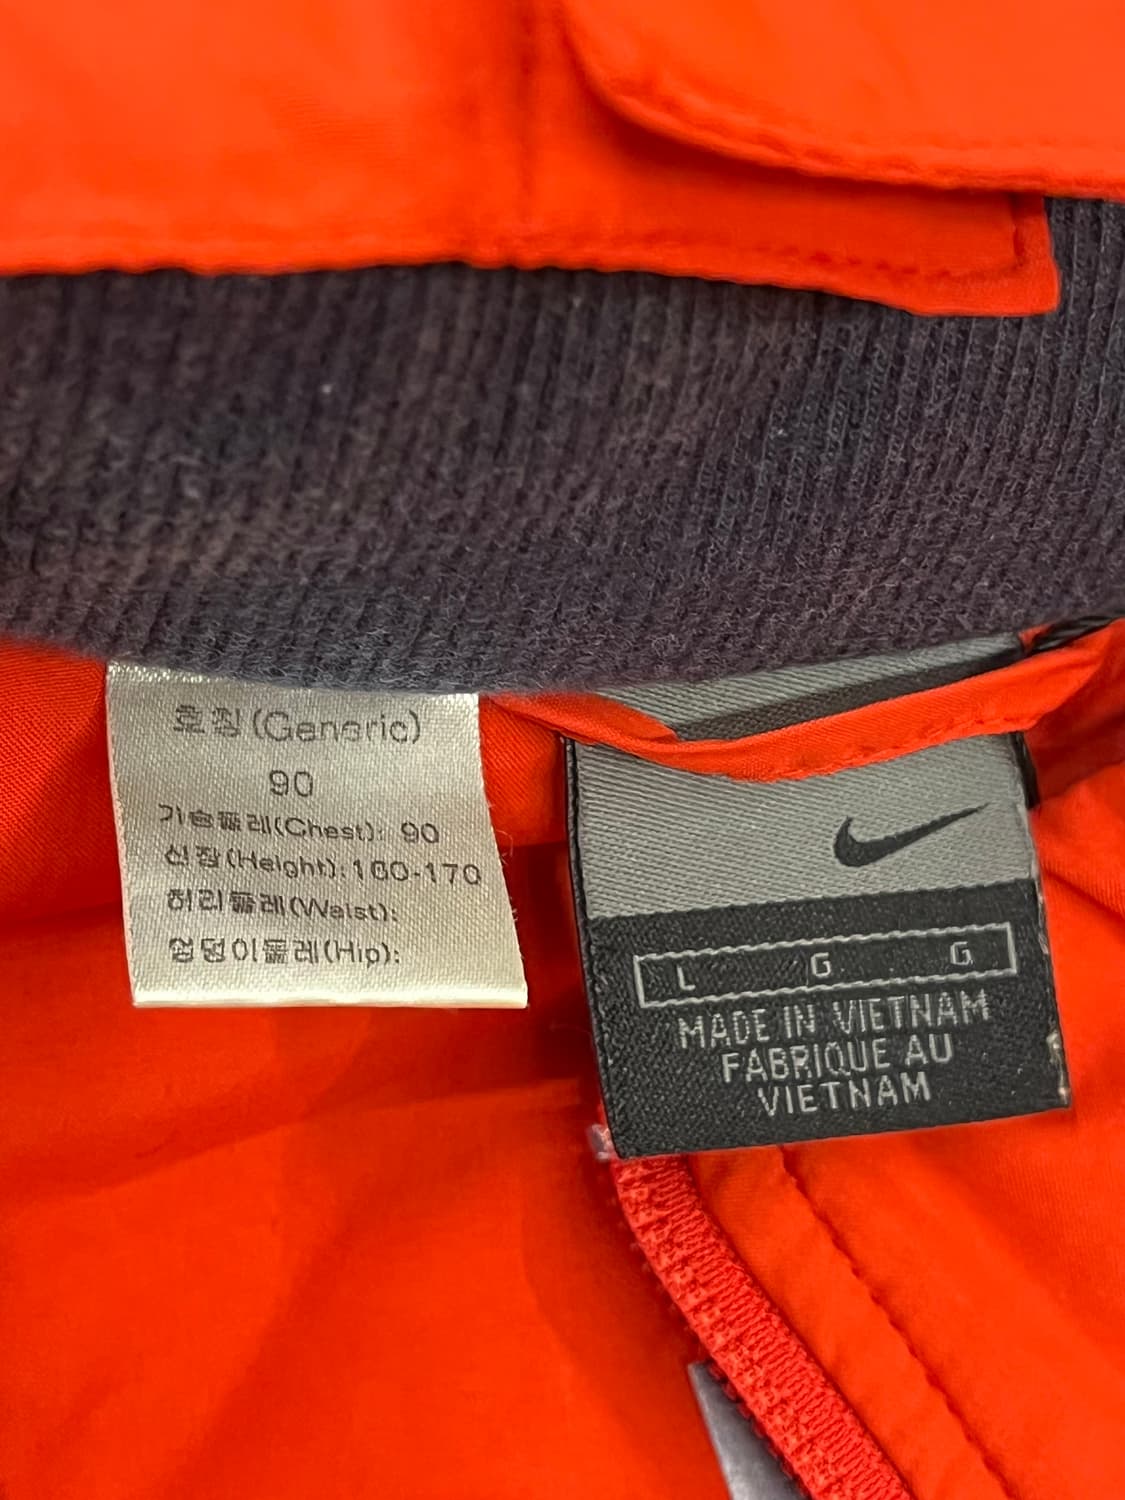 호칭(Generic)
90
가슴둘레(Chest): 90
신장(Height):160-170
허리둘레(Waist):
엉덩이둘레(Hip):
L G G
MADE IN VIETNAM
FABRIQUE AU
VIETNAM